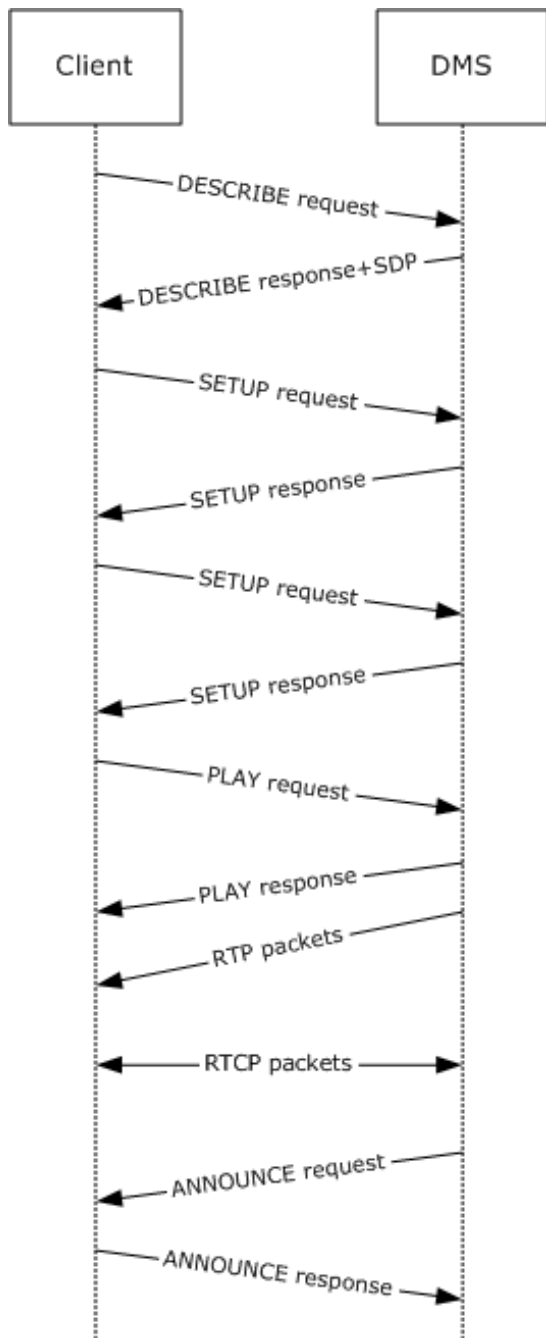 Client
DMS
DESCRIBE request
DESCRIBE response+SDP
SETUP request
SETUP response
SETUP request
SETUP response
PLAY request
PLAY response
RTP packets
RTCP packets
ANNOUNCE request
ANNOUNCE response